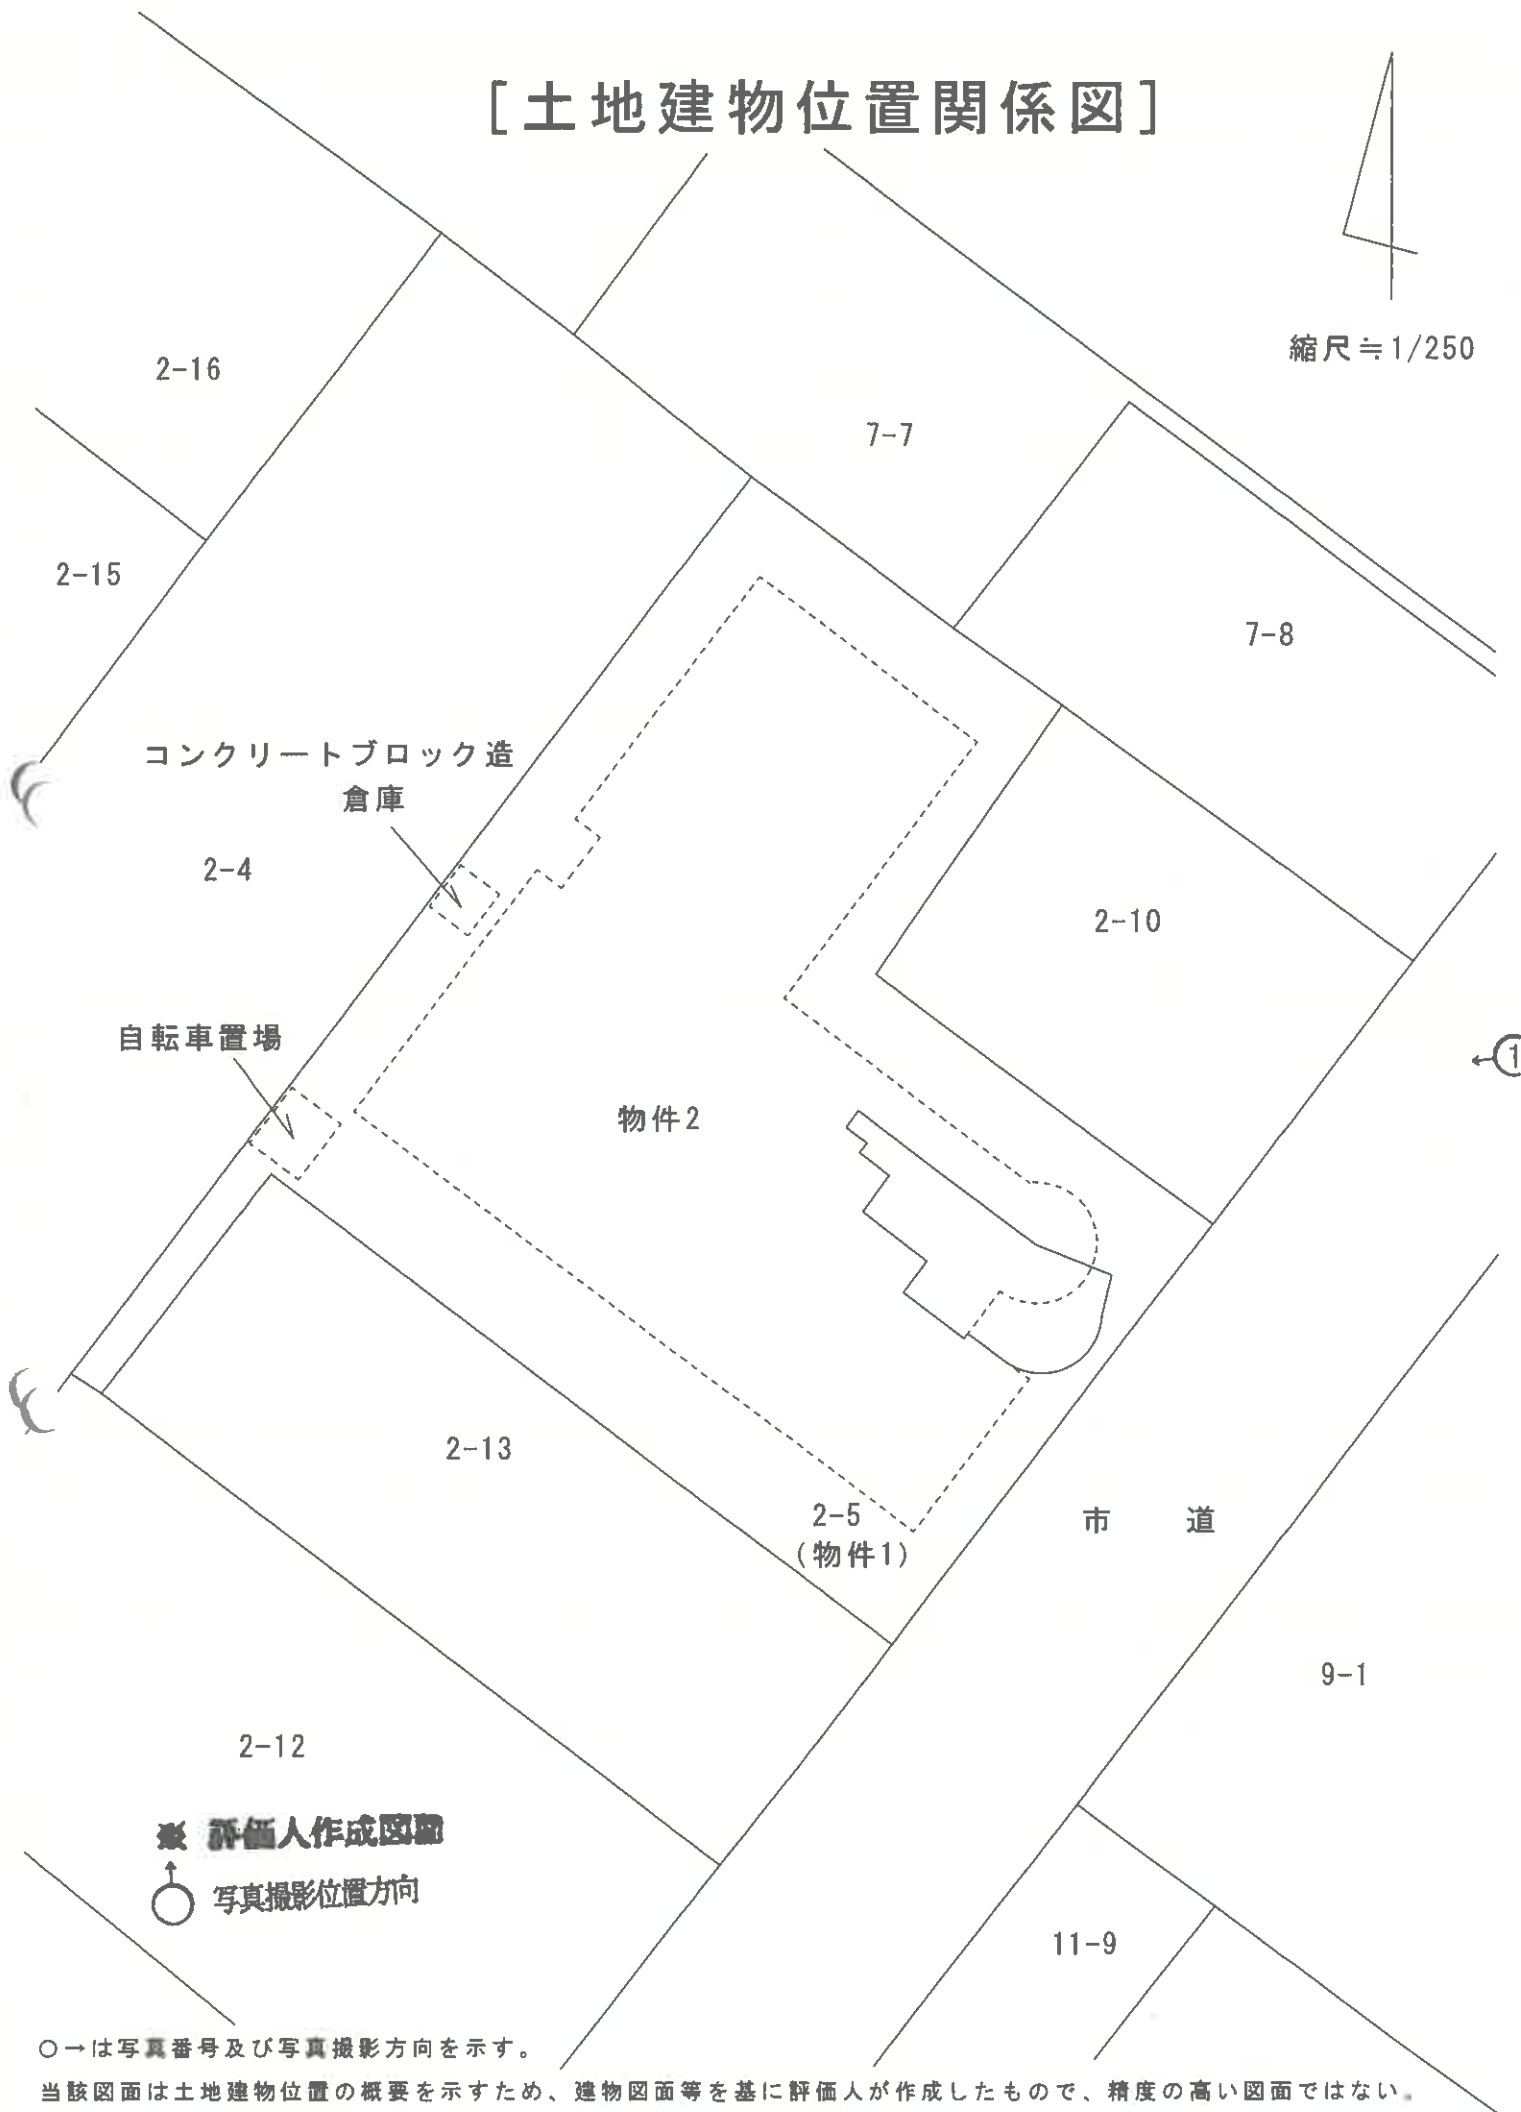 [土地建物位置関係図]
縮尺≒1/250
2-16
7-7
2-15
7-8
コンクリートブロック造
倉庫
2-4
2-10
自転車置場
1
物件2
2-13
2-5
(物件1)
市 道
9-1
2-12
※ 評価人作成図面
写真撮影位置方向
11-9
○→は写真番号及び写真撮影方向を示す。
当該図面は土地建物位置の概要を示すため、建物図面等を基に評価人が作成したもので、精度の高い図面ではない。